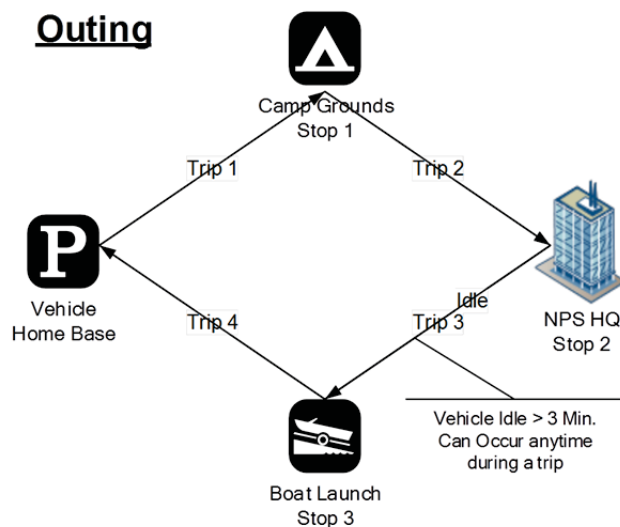 Outing
Camp Grounds
Stop 1
Trip 1
Trip 2
P
Vehicle
Home Base
Idle
NPS HQ
Stop 2
Trip 4
Trip 3
Vehicle Idle > 3 Min.
Can Occur anytime
during a trip
Boat Launch
Stop 3